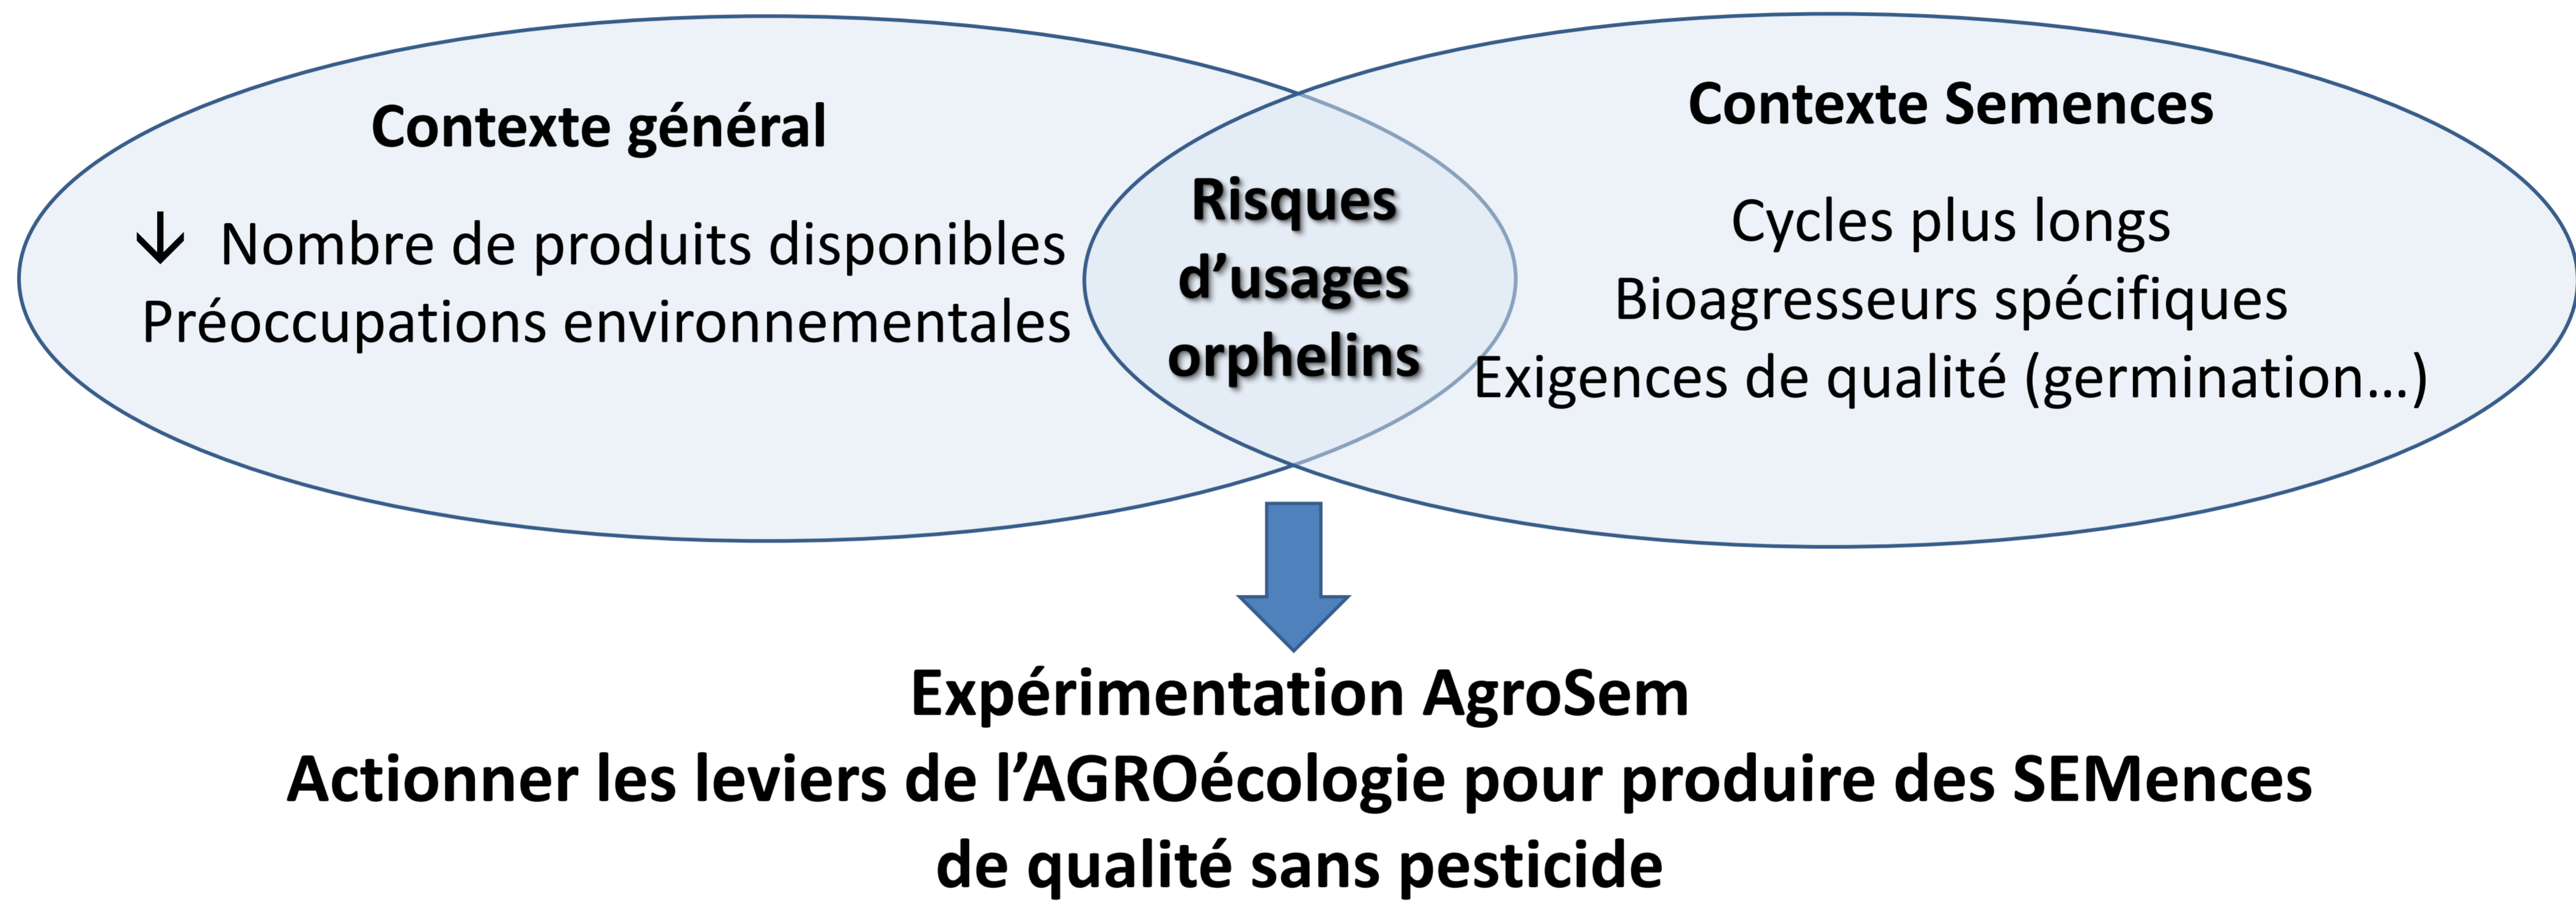 Contexte général
↓ Nombre de produits disponibles
Préoccupations environnementales
Risques
d’usages
orphelins
Contexte Semences
Cycles plus longs
Bioagresseurs spécifiques
Exigences de qualité (germination…)
Expérimentation AgroSem
Actionner les leviers de l’AGROécologie pour produire des SEMences
de qualité sans pesticide